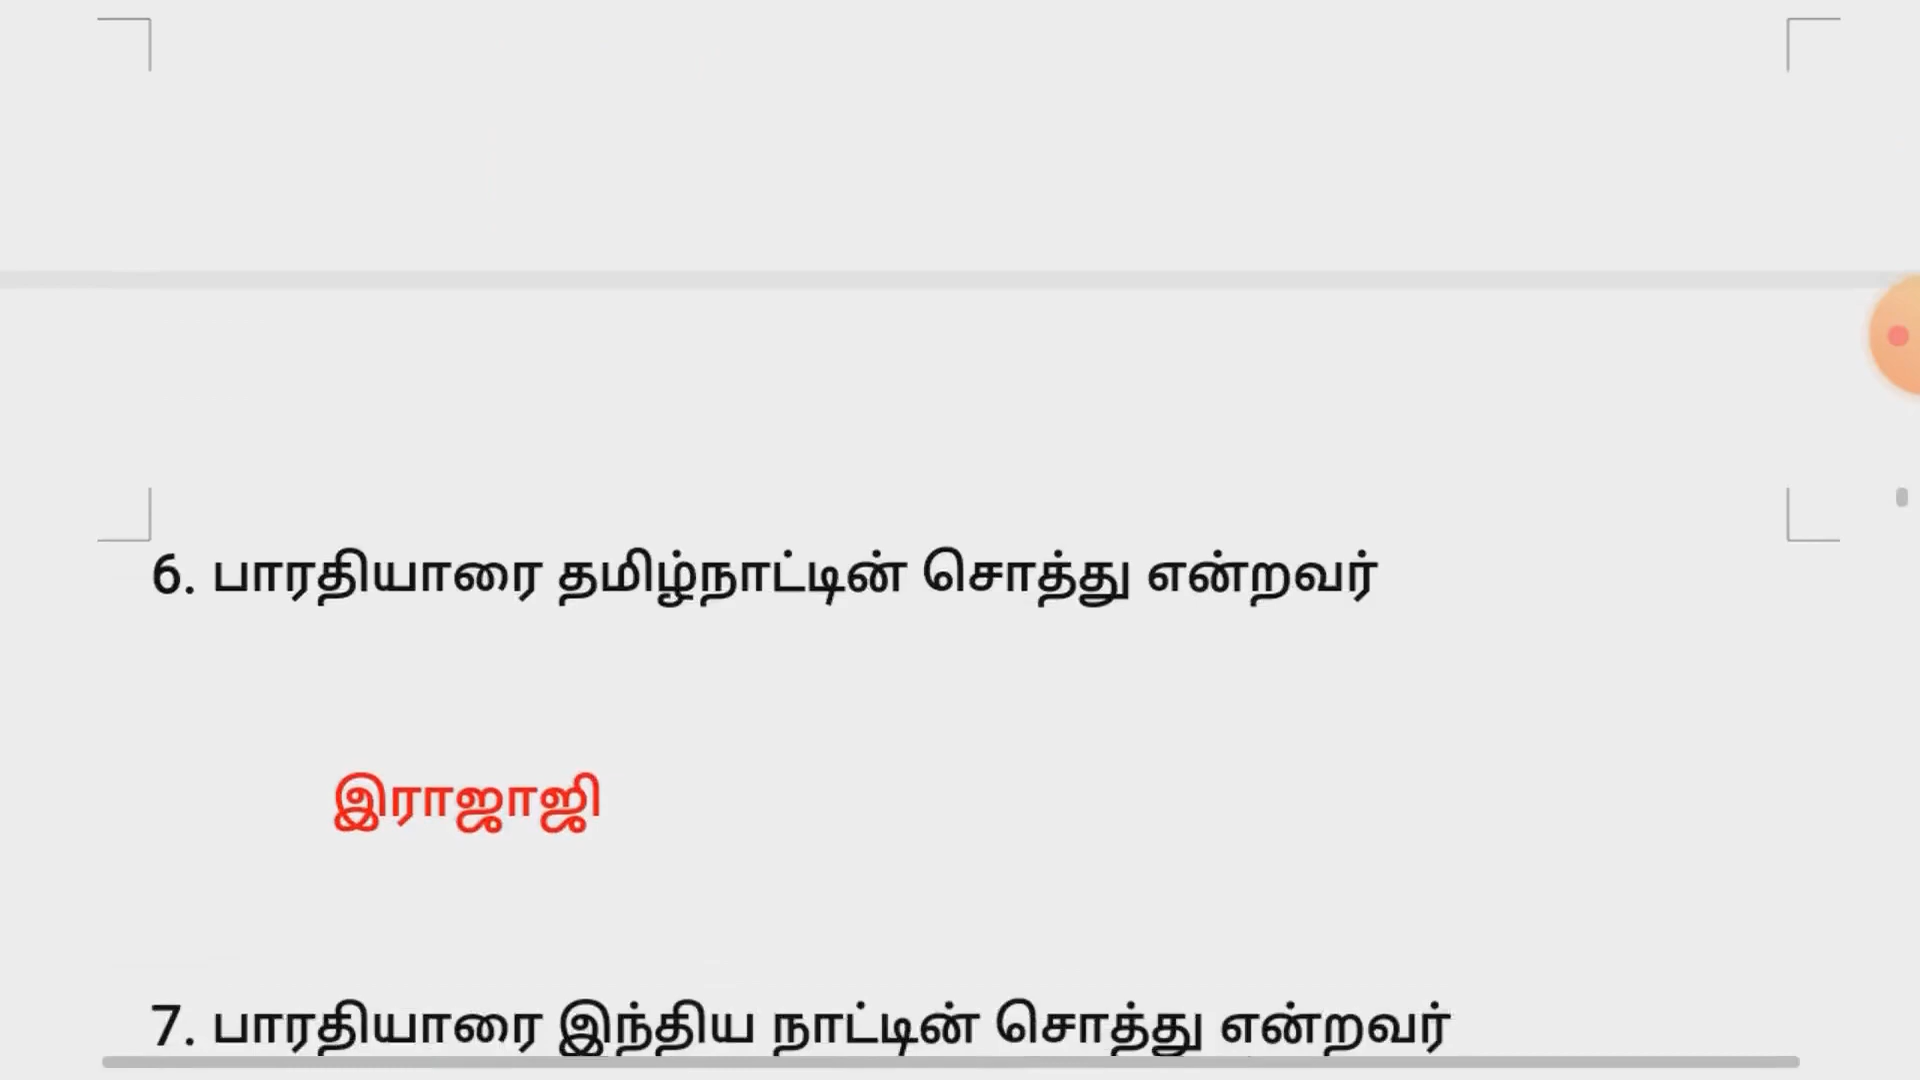 6. பாரதியாரை தமிழ்நாட்டின் சொத்து என்றவர்
இராஜாஜி
7. பாரதியாரை இந்திய நாட்டின் சொத்து என்றவர்